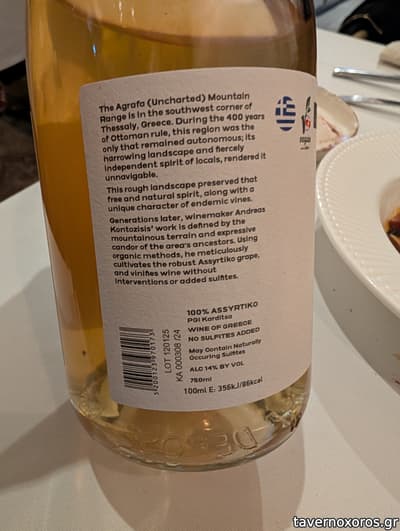 The Agrafa (Uncharted) Mountain
Range is in the southwest corner of
Thessaly, Greece. During the 400 years
of Ottoman rule, this region was the
only that remained autonomous; its
harrowing landscape and fiercely
independent spirit of locals, rendered it
unnavigable.
This rough landscape preserved that
free and natural spirit, along with a
unique character of endemic vines.
Generations later, winemaker Andreas
Kontozisis' work is defined by the
mountainous terrain and expressive
candor of the area's ancestors. Using
organic methods, he meticulously
cultivates the robust Assyrtiko grape,
and vinifies wine without
interventions or added sulfites.
100% ASSYRTIKO
PGI Karditsa
WINE OF GREECE
NO SULFITES ADDED
May Contain Naturally
Occuring Sulfites
ALC 14% BY VOL
750ml
100ml E: 356kJ/86kcal
LOT 120125
KA 000308 /24
tavernoxoros.gr